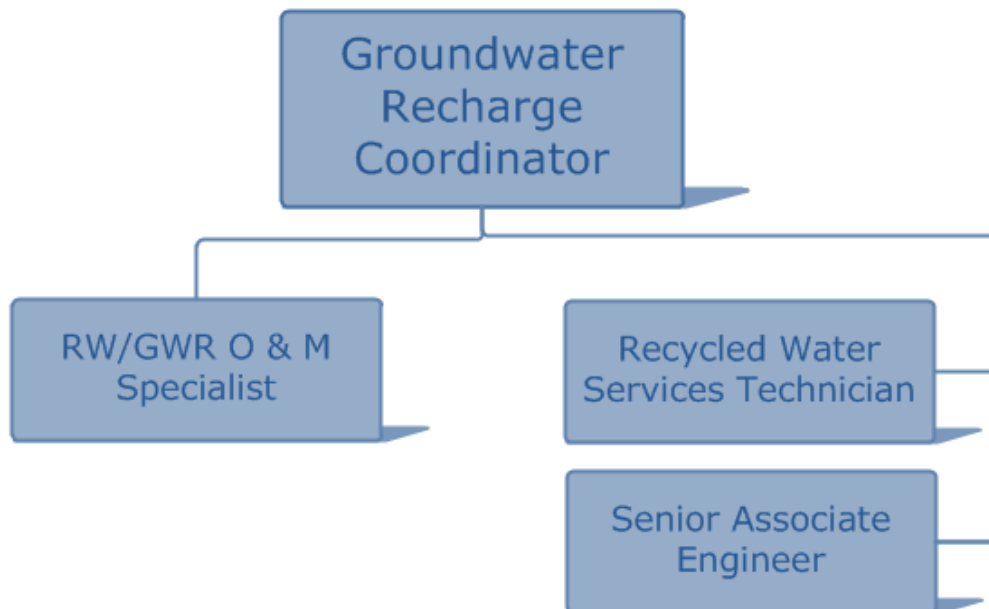 Groundwater
Recharge
Coordinator
RW/GWR O & M
Specialist
Recycled Water
Services Technician
Senior Associate
Engineer